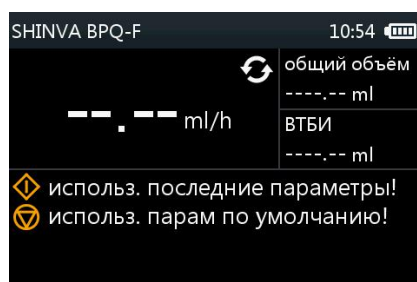 SHINVA BPQ-F 10:54
общий объём
----.-- ml
--.-- ml/h
ВТБИ
----.-- ml
использ. последние параметры!
использ. парам по умолчанию!